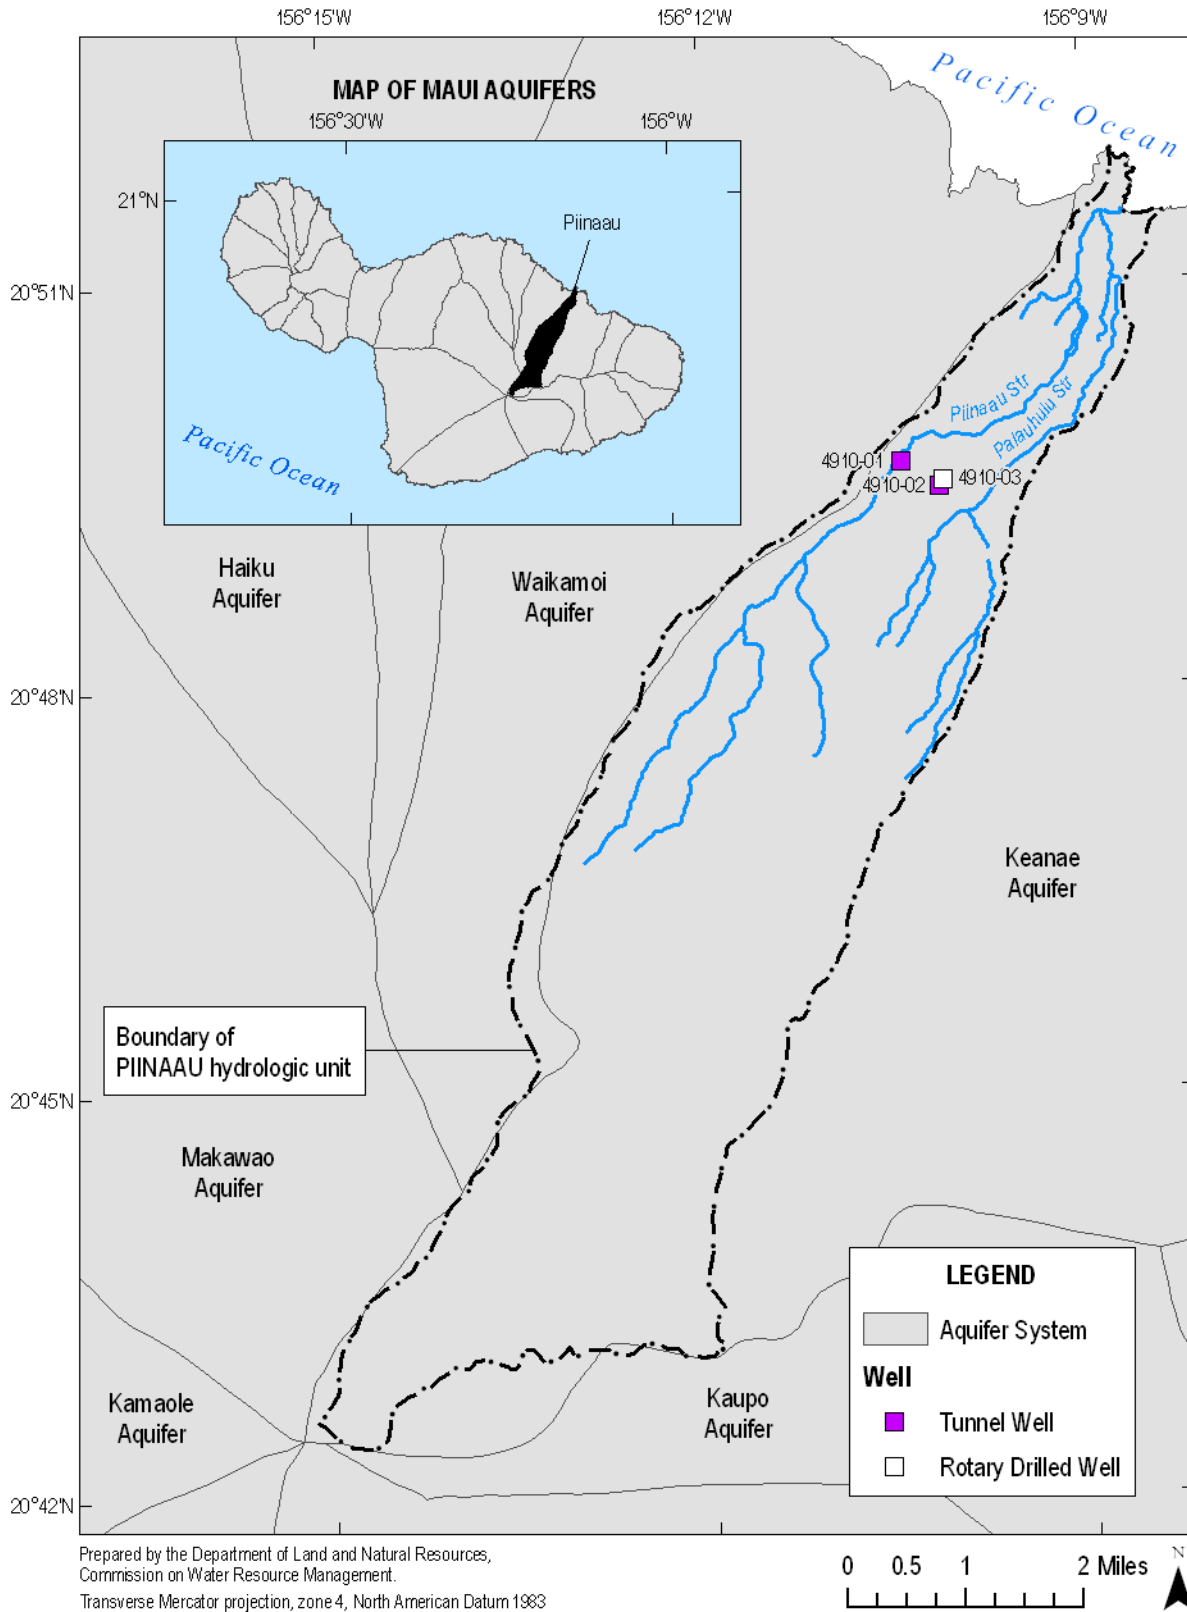 156°15'W
156°12'W
156°9'W
Pacific Ocean
MAP OF MAUI AQUIFERS
156°30'W
156°W
21°N
Piinaau
Pacific Ocean
20°51'N
Piinaau Str
Palauhulu Str
4910-01
4910-02
4910-03
Haiku
Aquifer
Waikamoi
Aquifer
20°48'N
Keanae
Aquifer
Boundary of
PIINAAU hydrologic unit
20°45'N
Makawao
Aquifer
LEGEND
Aquifer System
Well
Tunnel Well
Rotary Drilled Well
Kamaole
Aquifer
Kaupo
Aquifer
20°42'N
Prepared by the Department of Land and Natural Resources,
Commission on Water Resource Management.
Transverse Mercator projection, zone 4, North American Datum 1983
0 0.5 1 2 Miles
N